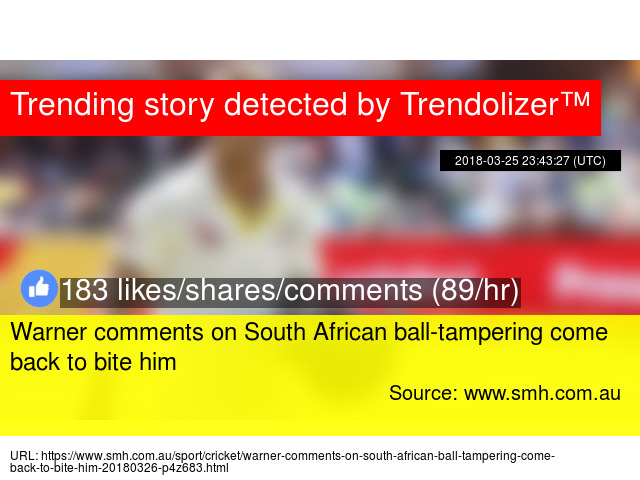 Trending story detected by Trendolizer™
2018-03-25 23:43:27 (UTC)
183 likes/shares/comments (89/hr)
Warner comments on South African ball-tampering come
back to bite him
Source: www.smh.com.au
URL: https://www.smh.com.au/sport/cricket/warner-comments-on-south-african-ball-tampering-come-
back-to-bite-him-20180326-p4z683.html